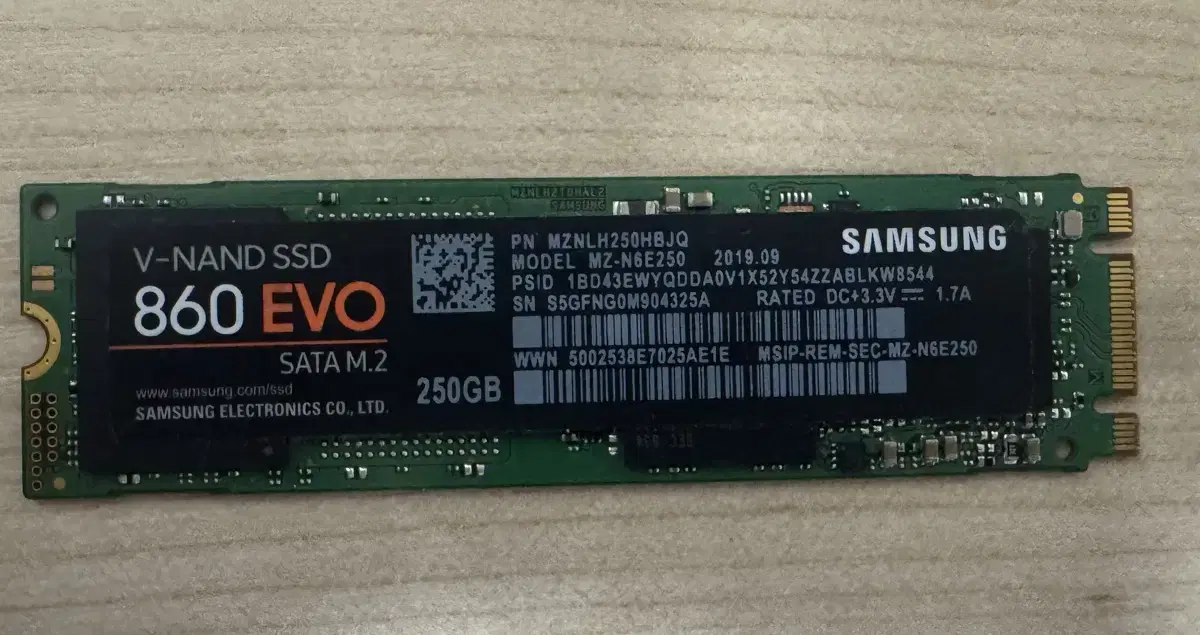 MZNLH2T0HAL2
SAMSUNG
V-NAND SSD
860 EVO
SATA M.2
www.samsung.com/ssd
SAMSUNG ELECTRONICS CO., LTD.
250GB
PN MZNLH250HBJQ
MODEL MZ-N6E250 2019.09
PSID 1BD43EWYQDDA0V1X52Y54ZZABLKW8544
SN S5GFNG0M904325A RATED DC+3.3V ⎓ 1.7A
WWN 5002538E7025AE1E MSIP-REM-SEC-MZ-N6E250
SAMSUNG